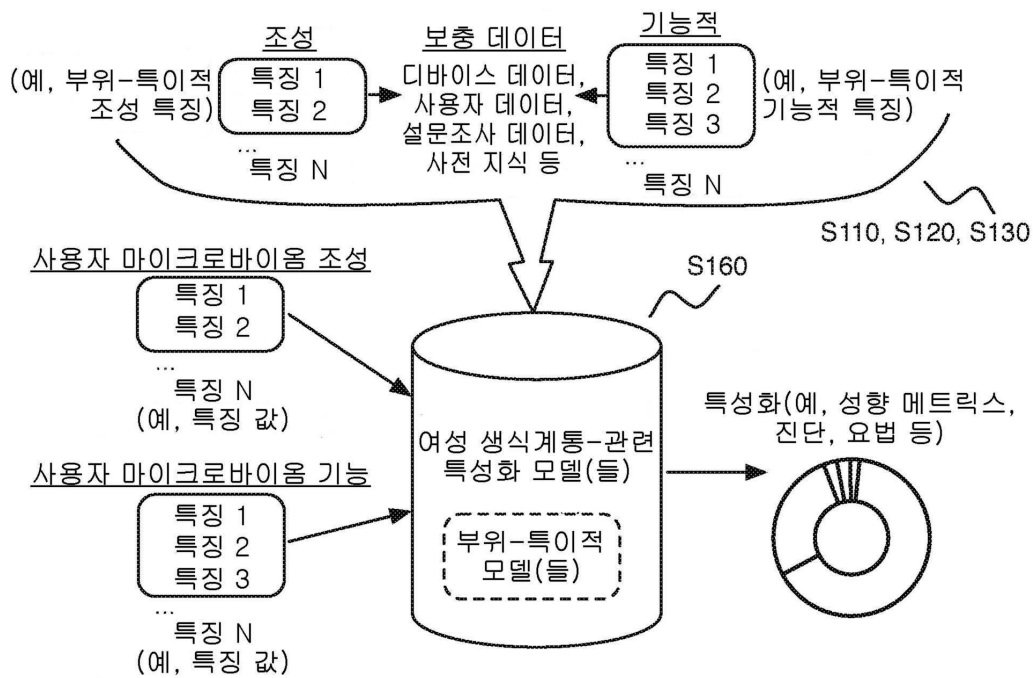 조성
(예, 부위-특이적
조성 특징)
특징 1
특징 2
...
특징 N
보충 데이터
디바이스 데이터,
사용자 데이터,
설문조사 데이터,
사전 지식 등
기능적
특징 1
특징 2
특징 3
...
특징 N
(예, 부위-특이적
기능적 특징)
S110, S120, S130
사용자 마이크로바이옴 조성
특징 1
특징 2
...
특징 N
(예, 특징 값)
사용자 마이크로바이옴 기능
특징 1
특징 2
특징 3
...
특징 N
(예, 특징 값)
S160
여성 생식계통-관련
특성화 모델(들)
부위-특이적
모델(들)
특성화(예, 성향 메트릭스,
진단, 요법 등)